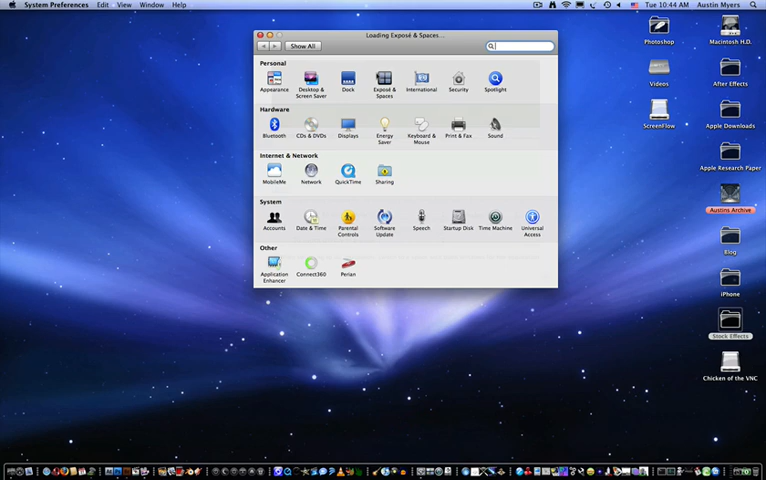 System Preferences Edit View Window Help
Tue 10:44 AM Austin Myers
Loading Exposé & Spaces...
Show All
Personal
Appearance
Desktop & Screen Saver
Dock
Exposé & Spaces
International
Security
Spotlight
Hardware
Bluetooth
CDs & DVDs
Displays
Energy Saver
Keyboard & Mouse
Print & Fax
Sound
Internet & Network
MobileMe
Network
QuickTime
Sharing
System
Accounts
Date & Time
Parental Controls
Software Update
Speech
Startup Disk
Time Machine
Universal Access
Other
Application Enhancer
Connect360
Perian
Photoshop
Macintosh H.D.
Videos
After Effects
ScreenFlow
Apple Downloads
Apple Research Paper
Austins Archive
Blog
iPhone
Stock Effects
Chicken of the VNC